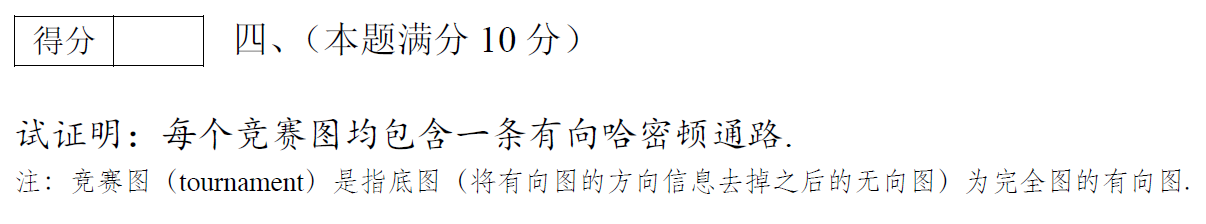 得分 四、（本题满分 10 分）
试证明：每个竞赛图均包含一条有向哈密顿通路.
注：竞赛图（tournament）是指底图（将有向图的方向信息去掉之后的无向图）为完全图的有向图.